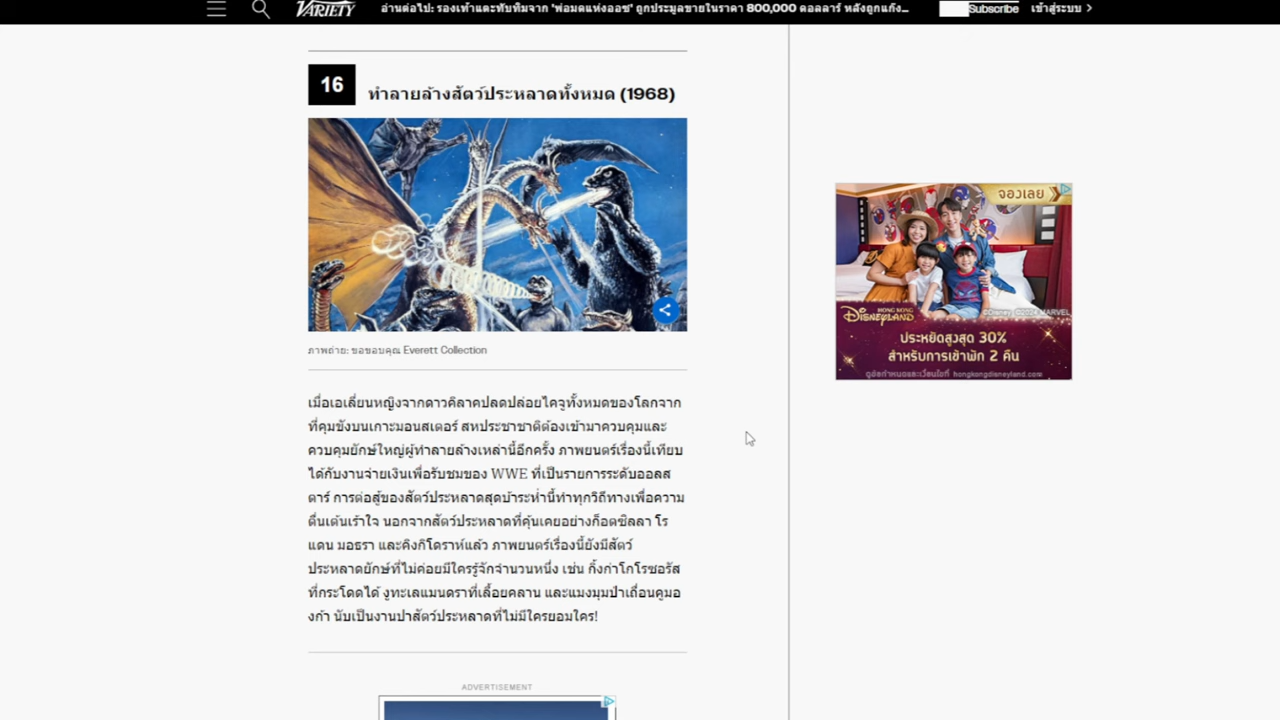 VARIETY
อ่านต่อไป: รองเท้าแตะทับทิมจาก 'พ่อมดแห่งออซ' ถูกประมูลขายในราคา 800,000 ดอลลาร์ หลังถูกแก๊ง...
Subscribe
เข้าสู่ระบบ
16
ทำลายล้างสัตว์ประหลาดทั้งหมด (1968)
ภาพถ่าย: ขอขอบคุณ Everett Collection
เมื่อเอเลี่ยนหญิงจากดาวคิลาคปลดปล่อยไคจูทั้งหมดของโลกจาก
ที่คุมขังบนเกาะมอนสเตอร์ สหประชาชาติต้องเข้ามาควบคุมและ
ควบคุมยักษ์ใหญ่ผู้ทำลายล้างเหล่านี้อีกครั้ง ภาพยนตร์เรื่องนี้เทียบ
ได้กับงานจ่ายเงินเพื่อรับชมของ WWE ที่เป็นรายการระดับออลส
ตาร์ การต่อสู้ของสัตว์ประหลาดสุดบ้าระห่ำนี้ทำทุกวิถีทางเพื่อความ
ตื่นเต้นเร้าใจ นอกจากสัตว์ประหลาดที่คุ้นเคยอย่างก็อตซิลลา โร
แดน มอธรา และคิงกิโดราห์แล้ว ภาพยนตร์เรื่องนี้ยังมีสัตว์
ประหลาดยักษ์ที่ไม่ค่อยมีใครรู้จักจำนวนหนึ่ง เช่น กิ้งก่าโกโรซอรัส
ที่กระโดดได้ งูทะเลแมนดราที่เลื้อยคลาน และแมงมุมป่าเถื่อนคูมอ
งก้า นับเป็นงานปาสัตว์ประหลาดที่ไม่มีใครยอมใคร!
ADVERTISEMENT
จองเลย
HONG KONG
DISNEYLAND
©Disney ©2024 MARVEL
ประหยัดสูงสุด 30%
สำหรับการเข้าพัก 2 คืน
ดูข้อกำหนดและเงื่อนไขที่ hongkongdisneyland.com